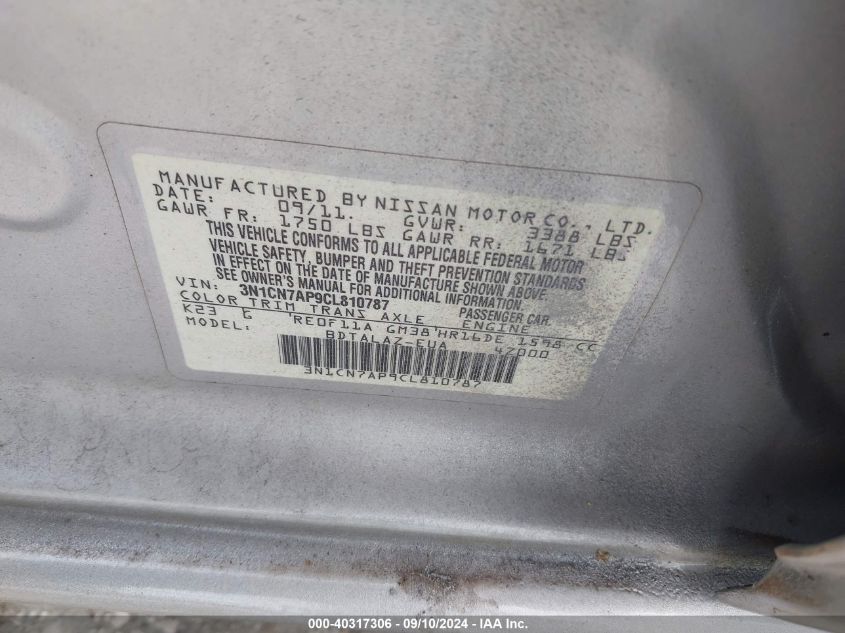 MANUFACTURED BY NISSAN MOTOR CO., LTD.
DATE: 09/11. GVWR: 3388 LBS
GAWR FR: 1750 LBS GAWR RR: 1671 LBS
THIS VEHICLE CONFORMS TO ALL APPLICABLE FEDERAL MOTOR
VEHICLE SAFETY, BUMPER AND THEFT PREVENTION STANDARDS
IN EFFECT ON THE DATE OF MANUFACTURE SHOWN ABOVE.
SEE OWNER'S MANUAL FOR ADDITIONAL INFORMATION.
VIN: 3N1CN7AP9CL810787 PASSENGER CAR.
COLOR TRIM TRANS AXLE ENGINE
K23 G RE0F11A GM38 HR16DE 1598 CC
MODEL: BDTALAZ-EUA 47000
3N1CN7AP9CL810787
000-40317306 - 09/10/2024 - IAA Inc.